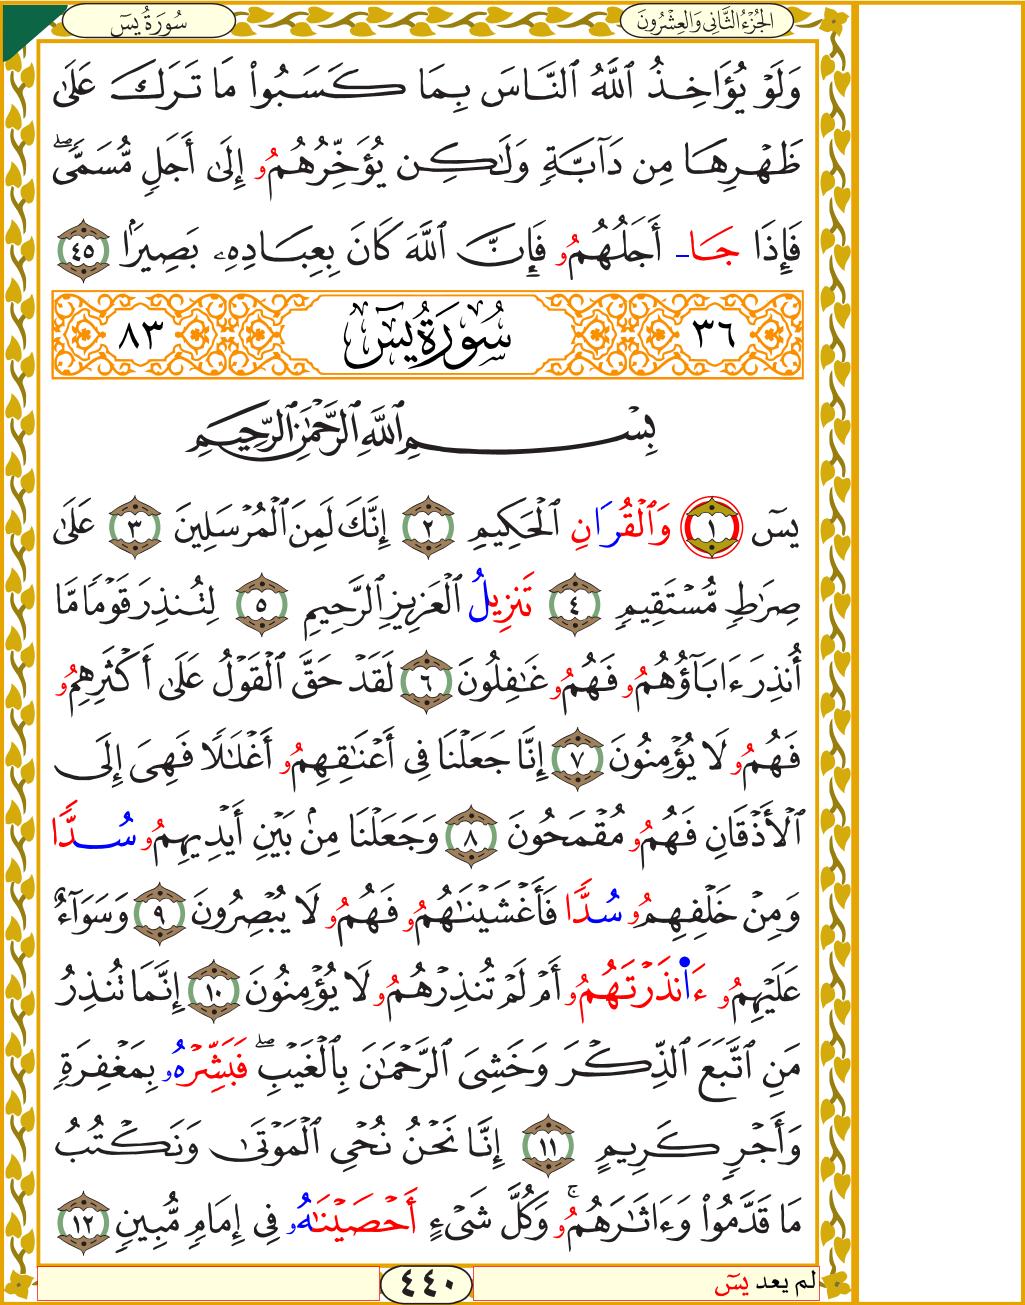 الجُزْءُ الثَّانِي وَالعِشْرُونَ
سُورَةُ يسٓ
وَلَوْ يُؤَاخِذُ ٱللَّهُ ٱلنَّاسَ بِمَا كَسَبُوا۟ مَا تَرَكَ عَلَىٰ
ظَهْرِهَا مِن دَآبَّةٍ وَلَٰكِن يُؤَخِّرُهُمُۥ إِلَىٰ أَجَلٍ مُّسَمًّىۖ
فَإِذَا جَا أَجَلُهُمُۥ فَإِنَّ ٱللَّهَ كَانَ بِعِبَادِهِۦ بَصِيرًۢا ٤٥
٣٦ سُورَةُ يسٓ ٨٣
بِسْمِ ٱللَّهِ ٱلرَّحْمَٰنِ ٱلرَّحِيمِ
يسٓ ١ وَٱلْقُرَانِ ٱلْحَكِيمِ ٢ إِنَّكَ لَمِنَ ٱلْمُرْسَلِينَ ٣ عَلَىٰ
صِرَٰطٍ مُّسْتَقِيمٍ ٤ تَنزِيلُ ٱلْعَزِيزِ ٱلرَّحِيمِ ٥ لِتُنذِرَ قَوْمًا مَّا
أُنذِرَ ءَابَآؤُهُمُۥ فَهُمُۥ غَٰفِلُونَ ٦ لَقَدْ حَقَّ ٱلْقَوْلُ عَلَىٰ أَكْثَرِهِمُۥ
فَهُمُۥ لَا يُؤْمِنُونَ ٧ إِنَّا جَعَلْنَا فِىٓ أَعْنَٰقِهِمُۥ أَغْلَٰلًا فَهِىَ إِلَى
ٱلْأَذْقَانِ فَهُمُۥ مُقْمَحُونَ ٨ وَجَعَلْنَا مِنۢ بَيْنِ أَيْدِيهِمُۥ سُدًّا
وَمِنْ خَلْفِهِمُۥ سُدًّا فَأَغْشَيْنَٰهُمُۥ فَهُمُۥ لَا يُبْصِرُونَ ٩ وَسَوَآءٌ
عَلَيْهِمُۥ ءَا۬نذَرْتَهُمُۥ أَمْ لَمْ تُنذِرْهُمُۥ لَا يُؤْمِنُونَ ١٠ إِنَّمَا تُنذِرُ
مَنِ ٱتَّبَعَ ٱلذِّكْرَ وَخَشِىَ ٱلرَّحْمَٰنَ بِٱلْغَيْبِۖ فَبَشِّرْهُۥ بِمَغْفِرَةٍ
وَأَجْرٍ كَرِيمٍ ١١ إِنَّا نَحْنُ نُحْىِ ٱلْمَوْتَىٰ وَنَكْتُبُ
مَا قَدَّمُوا۟ وَءَاثَٰرَهُمُۥۚ وَكُلَّ شَىْءٍ أَحْصَيْنَٰهُۥ فِىٓ إِمَامٍ مُّبِينٍ ١٢
لم يعد يسٓ
٤٤٠